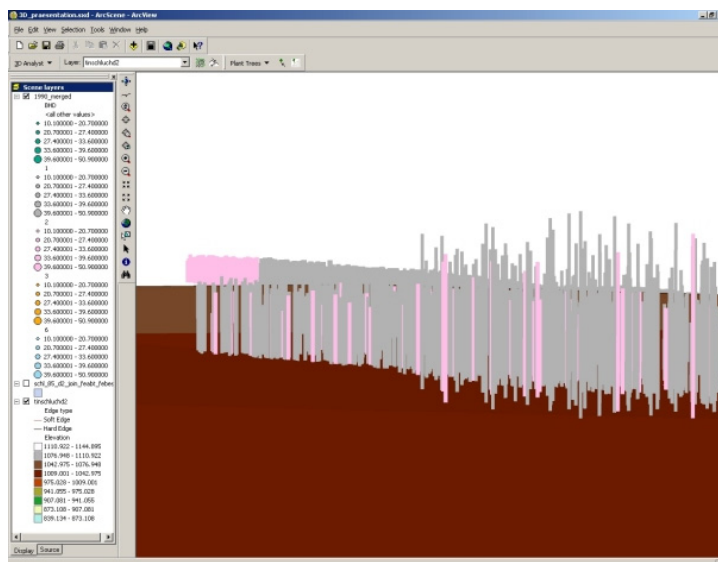 3D_praesentation.sxd - ArcScene - ArcView
File Edit View Selection Tools Window Help
3D Analyst Layer: tinschluchd2 Plant Trees
Scene layers
1998_merged
BHD
<all other values>
10.100000 - 20.700000
20.700001 - 27.400000
27.400001 - 33.600000
33.600001 - 39.600000
39.600001 - 50.900000
1
10.100000 - 20.700000
20.700001 - 27.400000
27.400001 - 33.600000
33.600001 - 39.600000
39.600001 - 50.900000
2
10.100000 - 20.700000
20.700001 - 27.400000
27.400001 - 33.600000
33.600001 - 39.600000
39.600001 - 50.900000
3
10.100000 - 20.700000
20.700001 - 27.400000
27.400001 - 33.600000
33.600001 - 39.600000
39.600001 - 50.900000
6
10.100000 - 20.700000
20.700001 - 27.400000
27.400001 - 33.600000
33.600001 - 39.600000
39.600001 - 50.900000
tinschluchd2
Edge type
Soft Edge
Hard Edge
Elevation
1110.922 - 1144.895
1076.948 - 1110.922
1042.975 - 1076.948
1009.001 - 1042.975
975.028 - 1009.001
941.055 - 975.028
907.081 - 941.055
873.108 - 907.081
839.134 - 873.108
Display Source